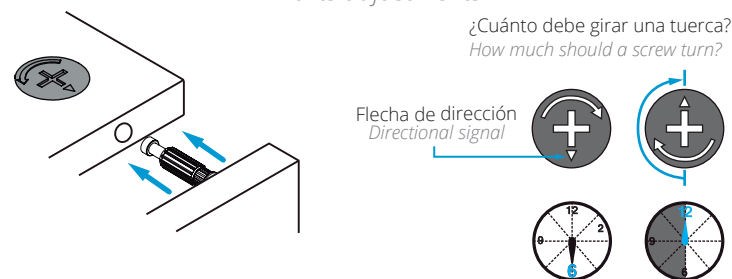 ¿Cuánto debe girar una tuerca?
How much should a screw turn?
Flecha de dirección
Directional signal
12
2
9
6
12
9
6